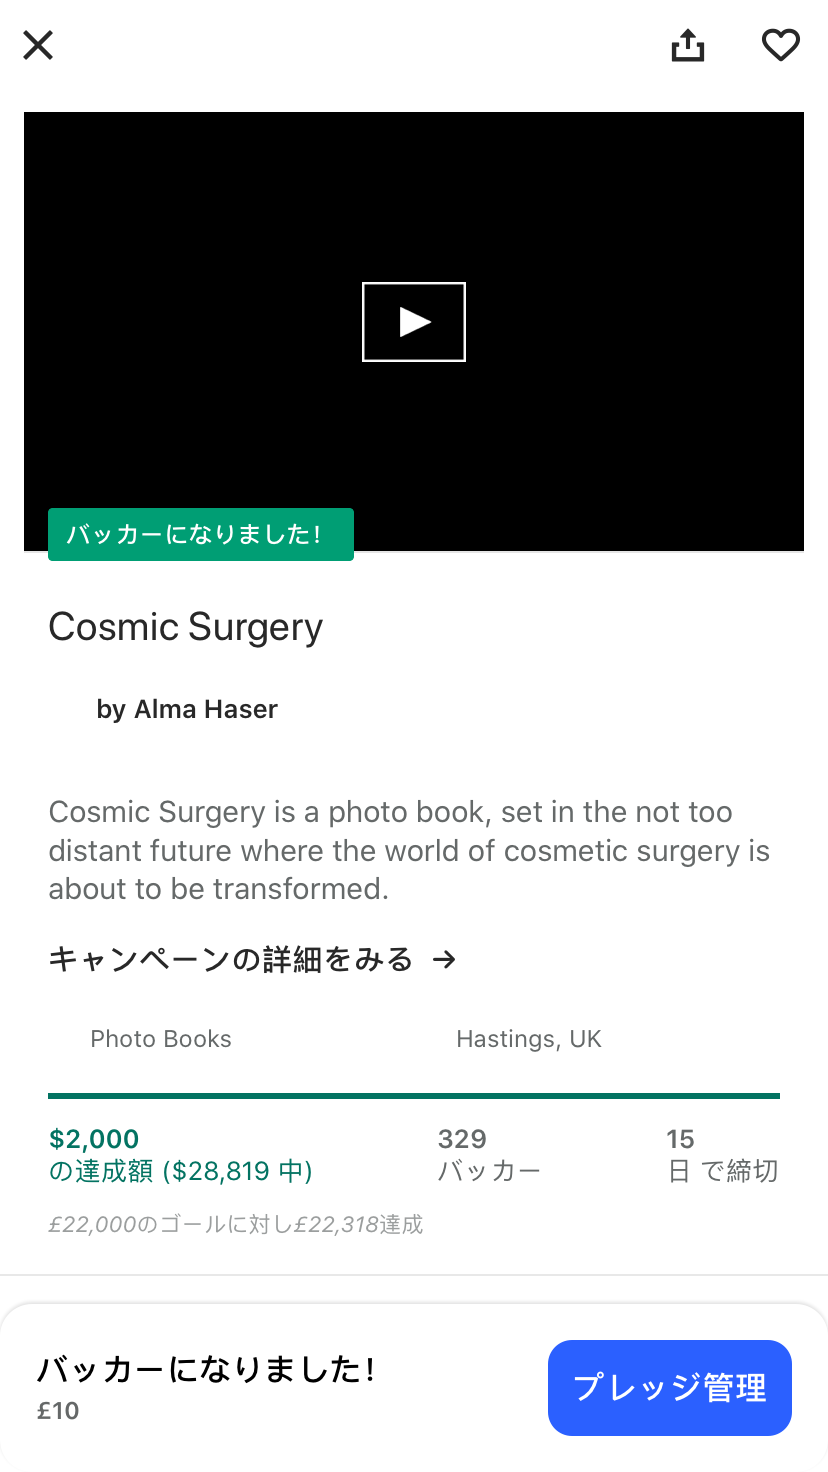 バッカーになりました！
Cosmic Surgery
by Alma Haser
Cosmic Surgery is a photo book, set in the not too
distant future where the world of cosmetic surgery is
about to be transformed.
キャンペーンの詳細をみる →
Photo Books
Hastings, UK
$2,000
の達成額 ($28,819 中)
329
バッカー
15
日 で締切
£22,000のゴールに対し£22,318達成
バッカーになりました！
£10
プレッジ管理